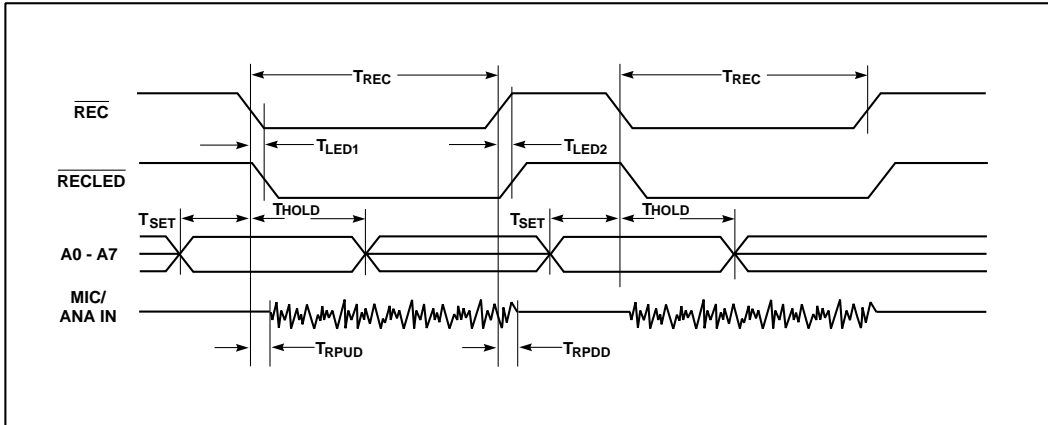 TREC TREC
REC
TLED1 TLED2
RECLED
TSET THOLD TSET THOLD
A0 - A7
MIC/
ANA IN
TRPUD TRPDD